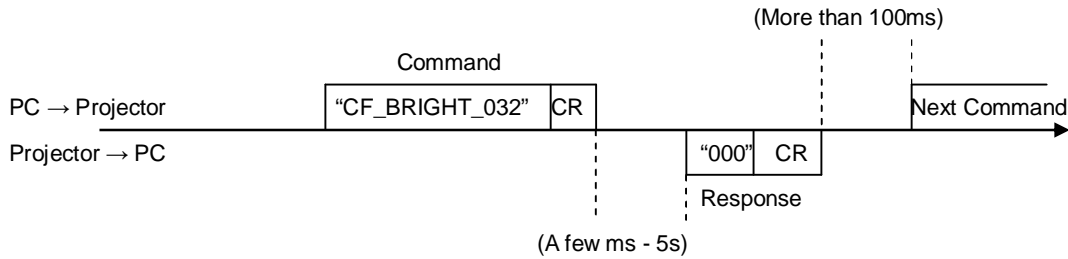 (More than 100ms)
Command
PC → Projector
“CF_BRIGHT_032” CR
Next Command
Projector → PC
“000” CR
Response
(A few ms - 5s)